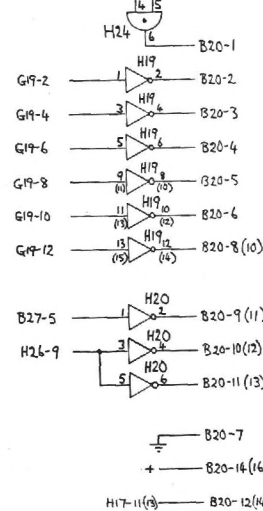 14 15
H24 6 B20-1
H19
G19-2 1 2 B20-2
H19
G19-4 3 4 B20-3
H19
G19-6 5 6 B20-4
H19
G19-8 9 8 B20-5
(11) (10)
H19
G19-10 11 10 B20-6
(13) (12)
H19
G19-12 13 12 B20-8(10)
(15) (14)
H20
B27-5 1 2 B20-9(11)
H20
H26-9 3 4 B20-10(12)
H20
5 6 B20-11(13)
B20-7
+ B20-14(16
H17-11(13) B20-12(14